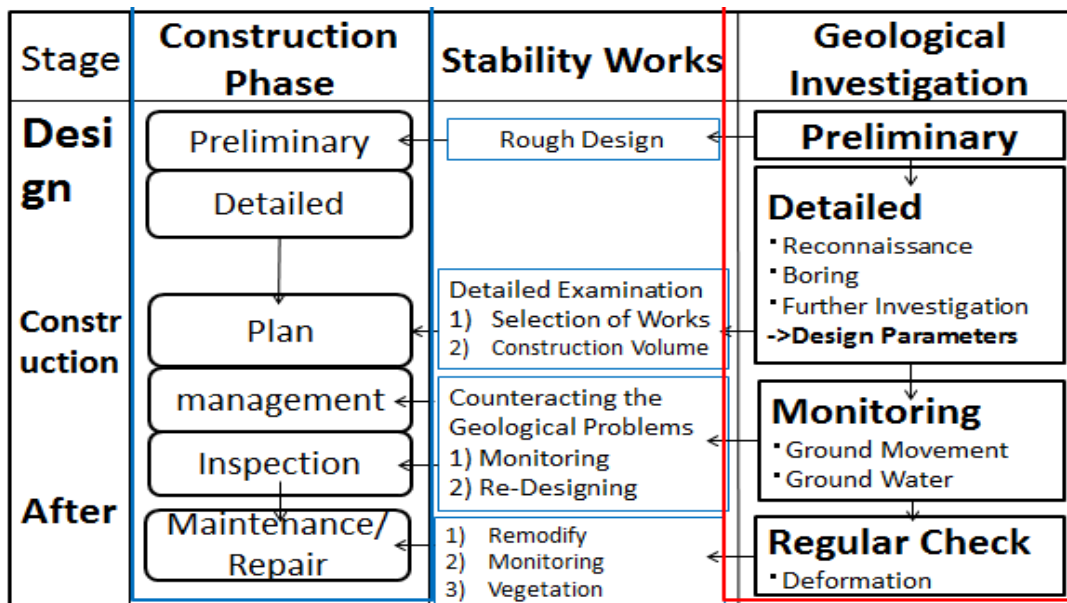 Stage
Construction
Phase
Stability Works
Geological
Investigation
Desi
gn
Preliminary
Rough Design
Preliminary
Detailed
Detailed
▪ Reconnaissance
▪ Boring
▪ Further Investigation
->Design Parameters
Constr
uction
Plan
Detailed Examination
1) Selection of Works
2) Construction Volume
management
Inspection
Counteracting the
Geological Problems
1) Monitoring
2) Re-Designing
Monitoring
▪ Ground Movement
▪ Ground Water
After
Maintenance/
Repair
1) Remodify
2) Monitoring
3) Vegetation
Regular Check
▪ Deformation